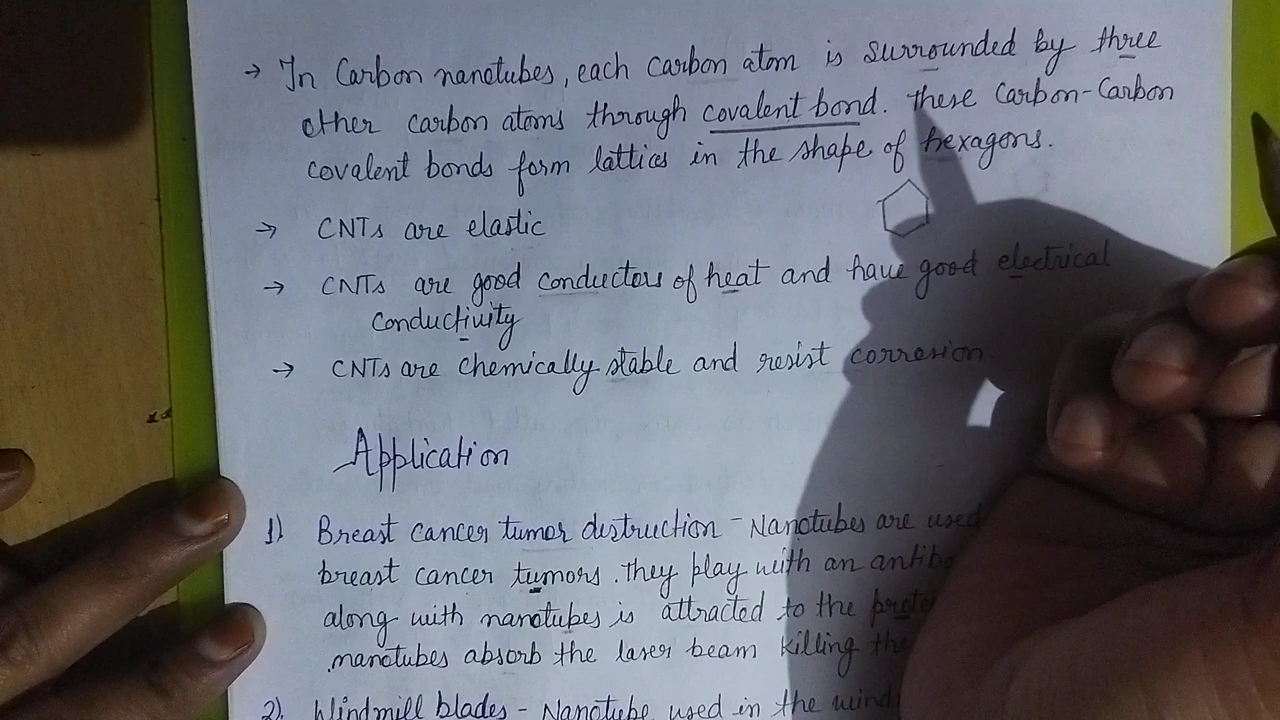 → In Carbon nanotubes, each carbon atom is surrounded by three
other carbon atoms through covalent bond. These Carbon-Carbon
covalent bonds form lattices in the shape of hexagons.
→ CNTs are elastic
→ CNTs are good conductors of heat and have good electrical
conductivity
→ CNTs are chemically stable and resist corrosion
Application
1) Breast cancer tumor destruction - Nanotubes are used
breast cancer tumors. They play with an
along with nanotubes is attracted to the
nanotubes absorb the laser beam killing the
2) Windmill blades - Nanotube used in the